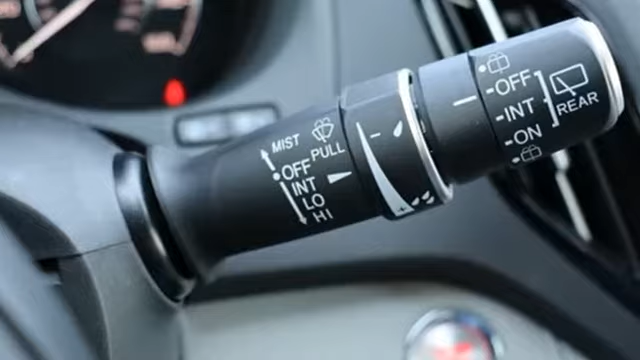 MIST
PULL
OFF
INT
LO
HI
OFF
INT
ON
REAR